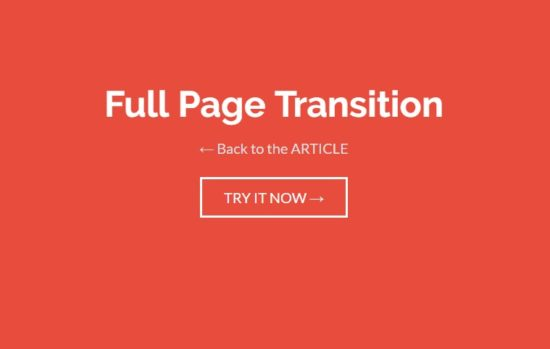 Full Page Transition
← Back to the ARTICLE
TRY IT NOW →